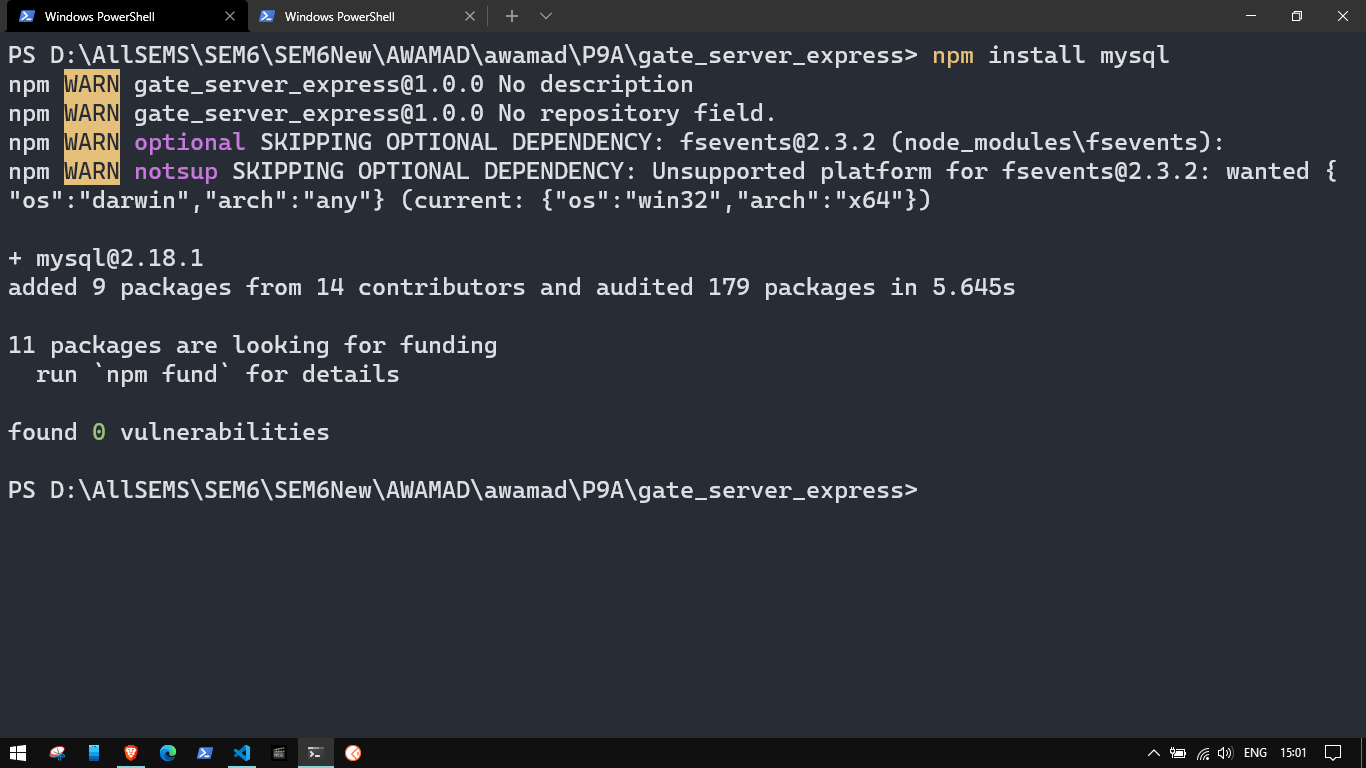 Windows PowerShell
Windows PowerShell
PS D:\AllSEMS\SEM6\SEM6New\AWAMAD\awamad\P9A\gate_server_express> npm install mysql
npm WARN gate_server_express@1.0.0 No description
npm WARN gate_server_express@1.0.0 No repository field.
npm WARN optional SKIPPING OPTIONAL DEPENDENCY: fsevents@2.3.2 (node_modules\fsevents):
npm WARN notsup SKIPPING OPTIONAL DEPENDENCY: Unsupported platform for fsevents@2.3.2: wanted {
"os":"darwin","arch":"any"} (current: {"os":"win32","arch":"x64"})
+ mysql@2.18.1
added 9 packages from 14 contributors and audited 179 packages in 5.645s
11 packages are looking for funding
run `npm fund` for details
found 0 vulnerabilities
PS D:\AllSEMS\SEM6\SEM6New\AWAMAD\awamad\P9A\gate_server_express>
ENG 15:01